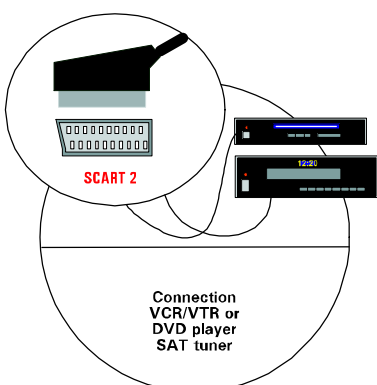 12:20
SCART 2
Connection
VCR/VTR or
DVD player
SAT tuner